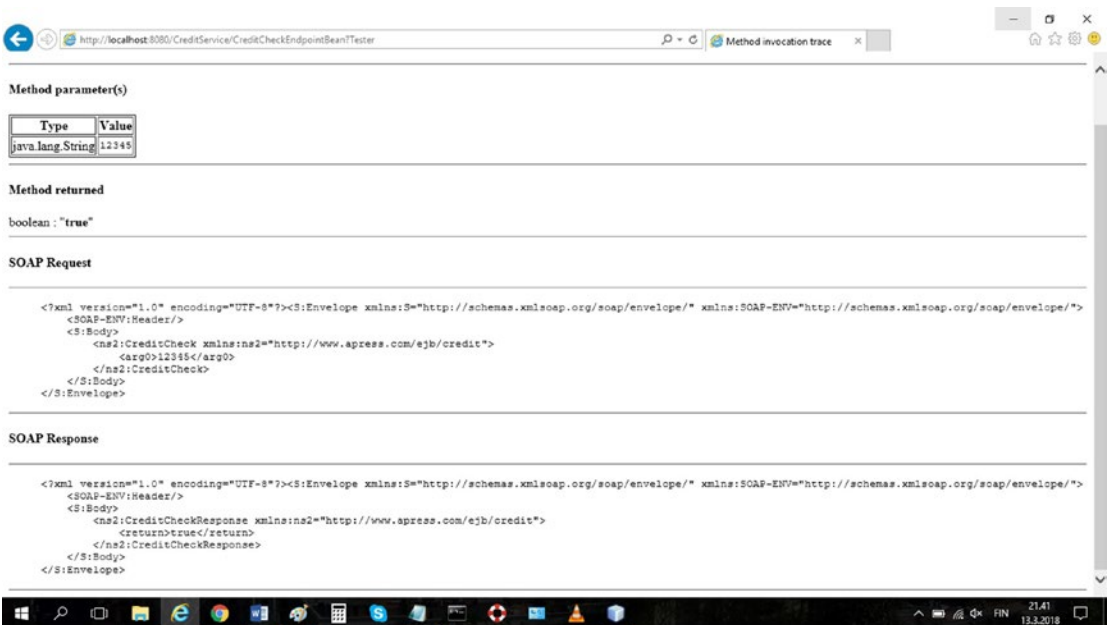 http://localhost:8080/CreditService/CreditCheckEndpointBean?Tester
Method invocation trace
Method parameter(s)
Type Value
java.lang.String 12345
Method returned
boolean : "true"
SOAP Request
<?xml version="1.0" encoding="UTF-8"?><S:Envelope xmlns:S="http://schemas.xmlsoap.org/soap/envelope/" xmlns:SOAP-ENV="http://schemas.xmlsoap.org/soap/envelope/">
<SOAP-ENV:Header/>
<S:Body>
<ns2:CreditCheck xmlns:ns2="http://www.apress.com/ejb/credit">
<arg0>12345</arg0>
</ns2:CreditCheck>
</S:Body>
</S:Envelope>
SOAP Response
<?xml version="1.0" encoding="UTF-8"?><S:Envelope xmlns:S="http://schemas.xmlsoap.org/soap/envelope/" xmlns:SOAP-ENV="http://schemas.xmlsoap.org/soap/envelope/">
<SOAP-ENV:Header/>
<S:Body>
<ns2:CreditCheckResponse xmlns:ns2="http://www.apress.com/ejb/credit">
<return>true</return>
</ns2:CreditCheckResponse>
</S:Body>
</S:Envelope>
FIN
21.41
13.3.2018